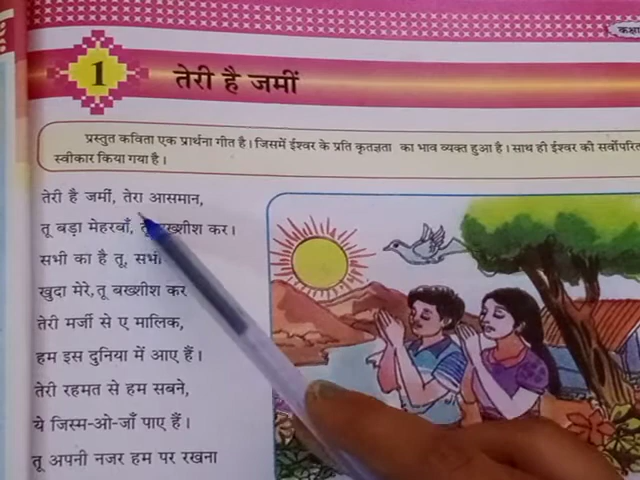 कक्षा
1
तेरी है जमीं
प्रस्तुत कविता एक प्रार्थना गीत है। जिसमें ईश्वर के प्रति कृतज्ञता का भाव व्यक्त हुआ है। साथ ही ईश्वर की सर्वोपरिता
स्वीकार किया गया है।
तेरी है जमीं, तेरा आसमान,
तू बड़ा मेहरबाँ, तू बख्शीश कर।
सभी का है तू, सभी
खुदा मेरे, तू बख्शीश कर
तेरी मर्जी से ए मालिक,
हम इस दुनिया में आए हैं।
तेरी रहमत से हम सबने,
ये जिस्म-ओ-जाँ पाए हैं।
तू अपनी नजर हम पर रखना